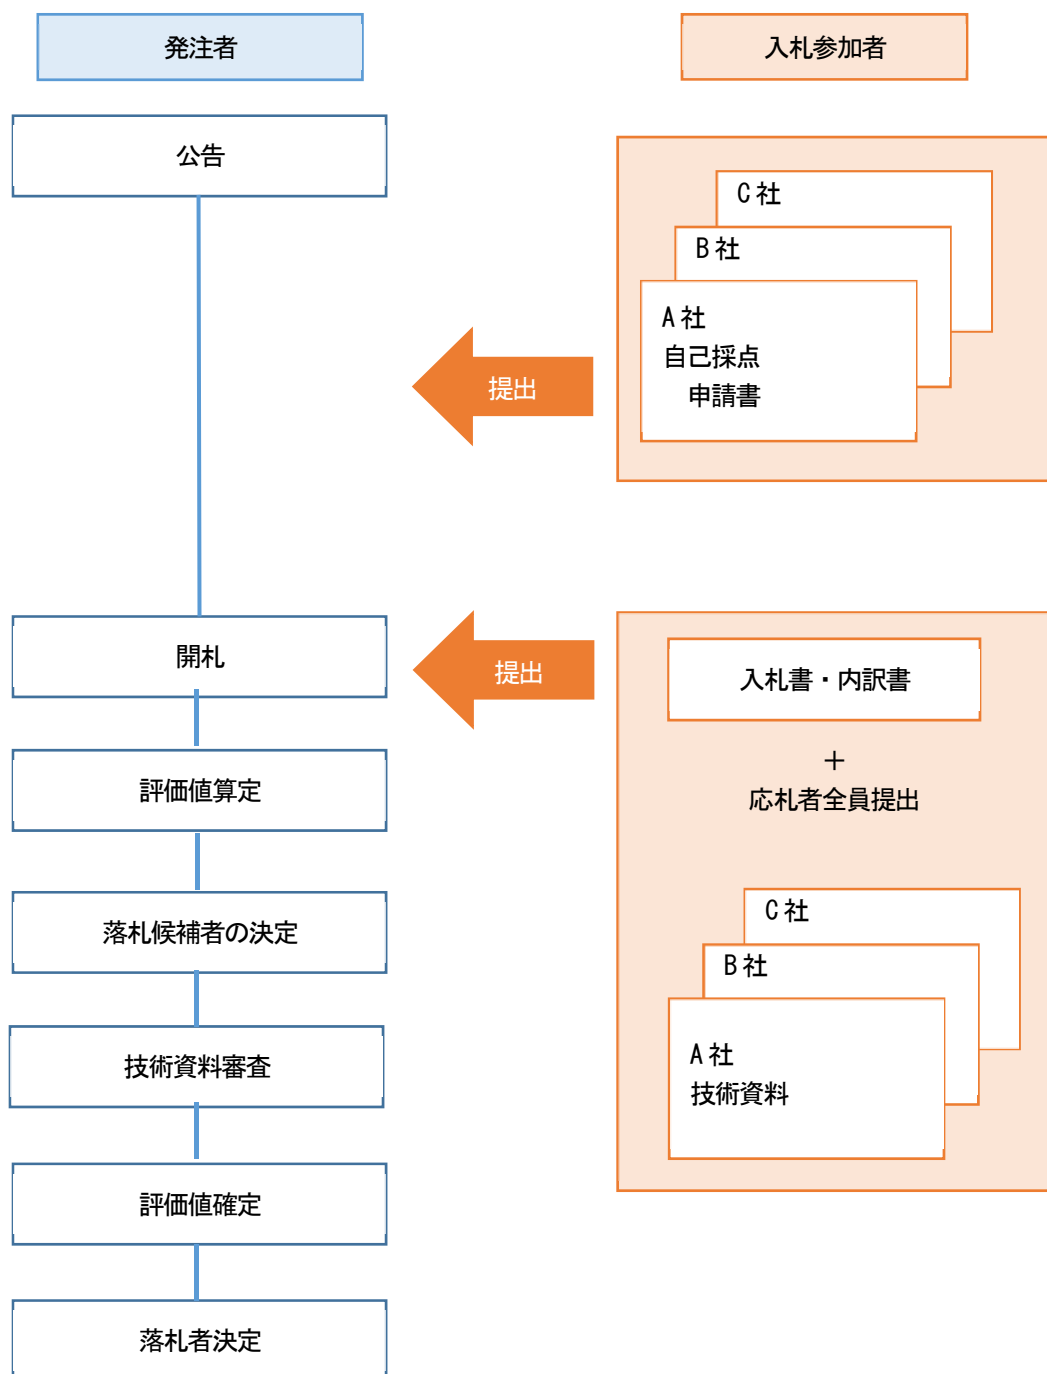 発注者
入札参加者
公告
C社
B社
A社
自己採点
申請書
提出
開札
提出
入札書・内訳書
＋
応札者全員提出
評価値算定
落札候補者の決定
C社
B社
A社
技術資料
技術資料審査
評価値確定
落札者決定